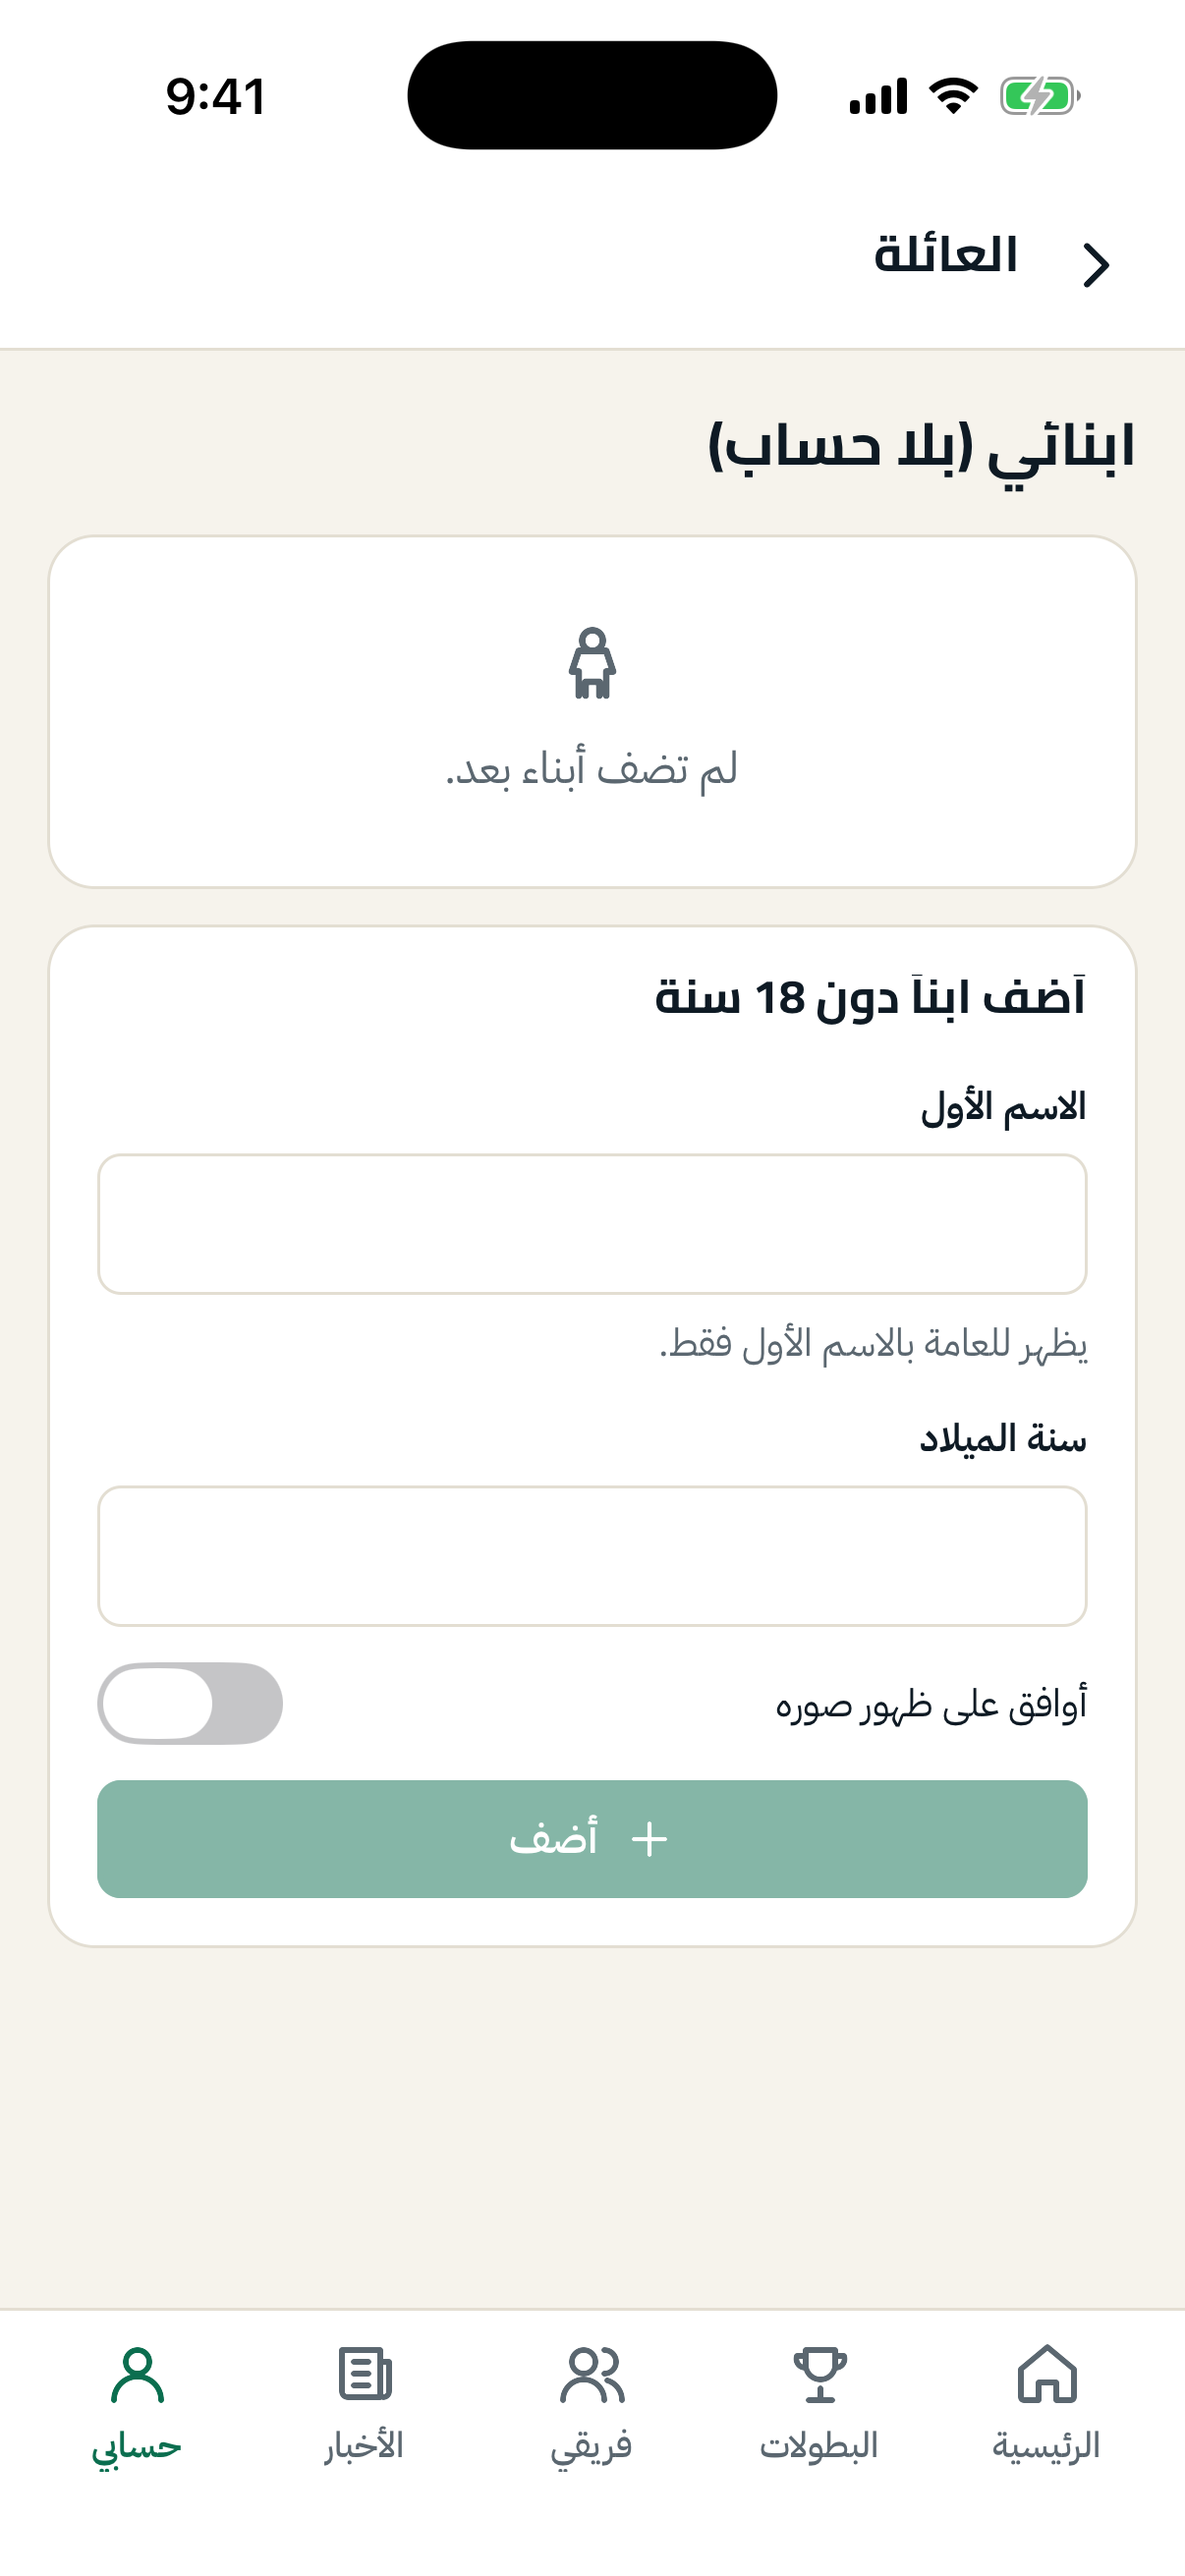 9:41
العائلة
ابنائي (بلا حساب)
لم تضف أبناء بعد.
أضف ابناً دون 18 سنة
الاسم الأول
يظهر للعامة بالاسم الأول فقط.
سنة الميلاد
أوافق على ظهور صوره
+ أضف
الرئيسية
البطولات
فريقي
الأخبار
حسابي